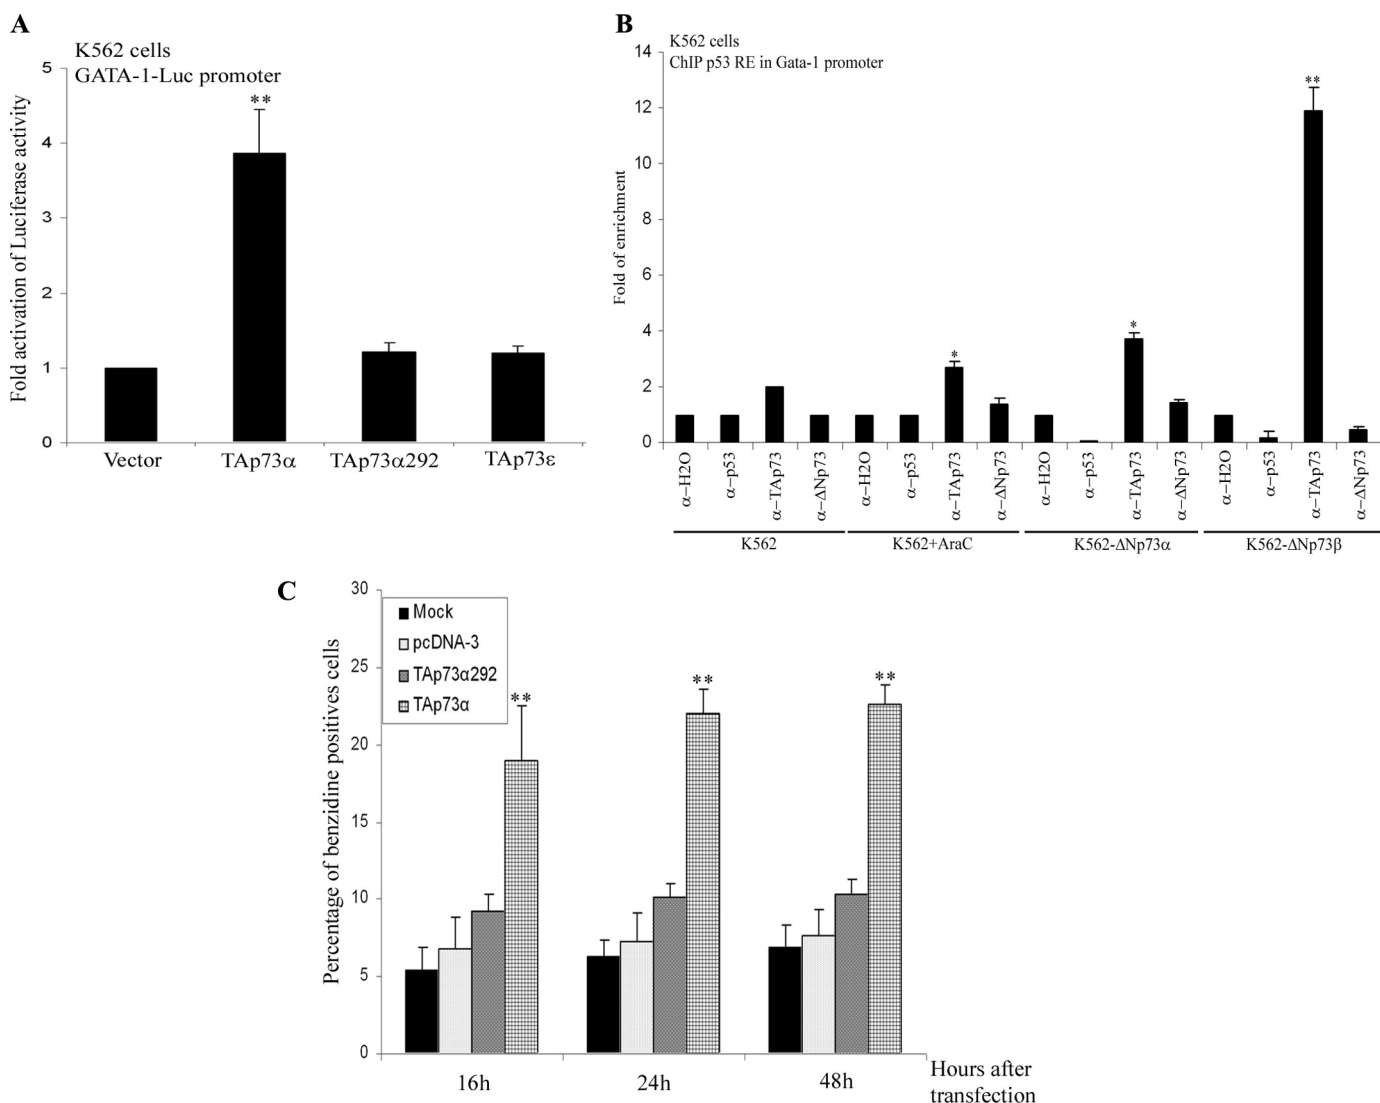 A
K562 cells
GATA-1-Luc promoter
Fold activation of Luciferase activity
5
4
3
2
1
0
**
Vector TAp73α TAp73α292 TAp73ε
B
K562 cells
ChIP p53 RE in Gata-1 promoter
Fold of enrichment
14
12
10
8
6
4
2
0
*
*
**
α–H2O α–p53 α–TAp73 α–ΔNp73 α–H2O α–p53 α–TAp73 α–ΔNp73 α–H2O α–p53 α–TAp73 α–ΔNp73 α–H2O α–p53 α–TAp73 α–ΔNp73
K562 K562+AraC K562-ΔNp73α K562-ΔNp73β
C
Percentage of benzidine positives cells
30
25
20
15
10
5
0
Mock
pcDNA-3
TAp73α292
TAp73α
** ** **
16h 24h 48h
Hours after
transfection